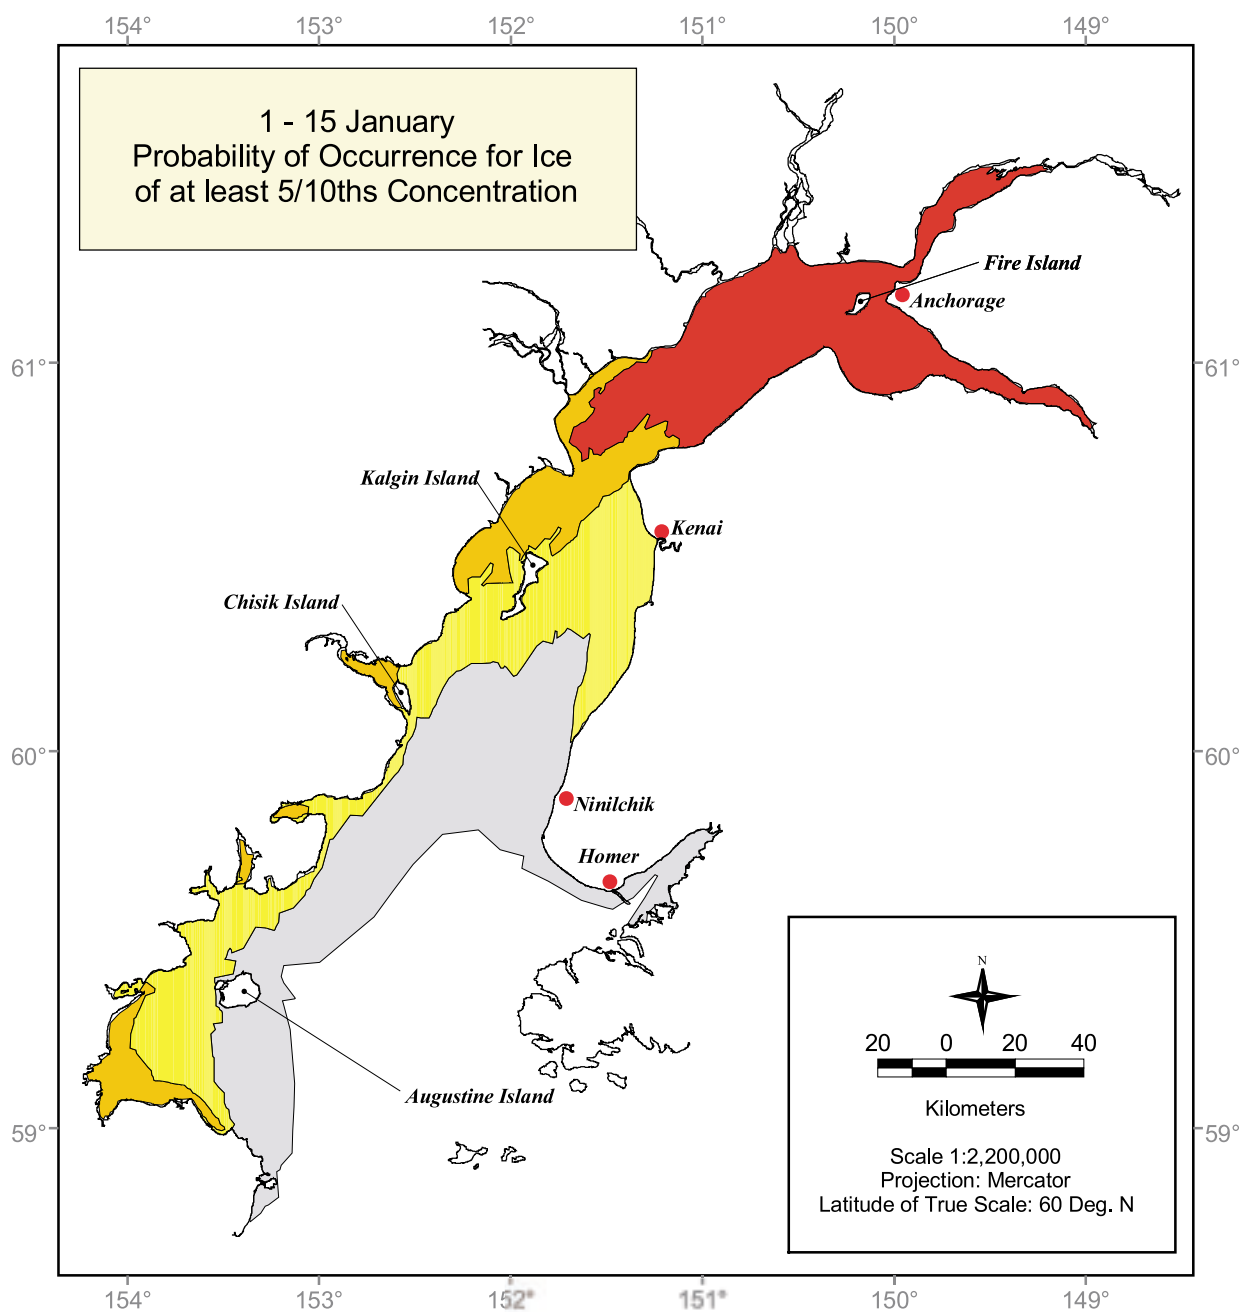 154° 153° 152° 151° 150° 149°
1 - 15 January
Probability of Occurrence for Ice
of at least 5/10ths Concentration
Fire Island
Anchorage
61° 61°
Kalgin Island
Kenai
Chisik Island
60° 60°
Ninilchik
Homer
N
20 0 20 40
Kilometers
Augustine Island
59° 59°
Scale 1:2,200,000
Projection: Mercator
Latitude of True Scale: 60 Deg. N
154° 153° 152° 151° 150° 149°